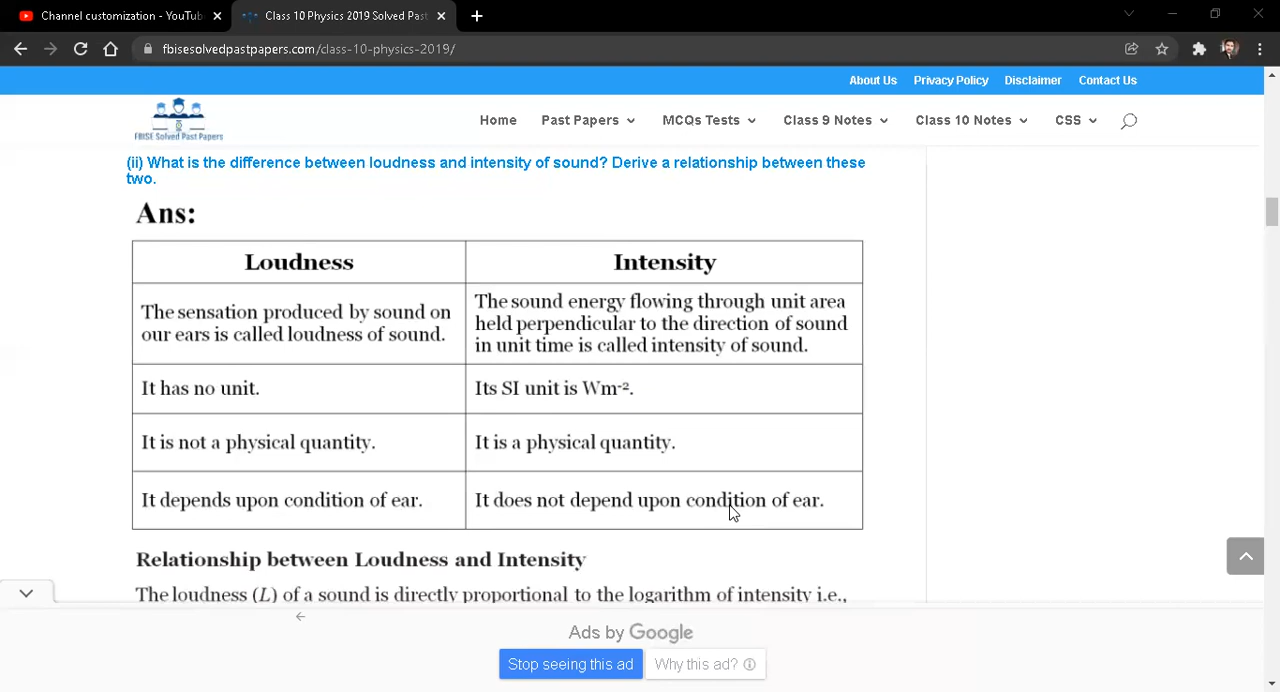 Channel customization - YouTub
Class 10 Physics 2019 Solved Past
fbisesolvedpastpapers.com/class-10-physics-2019/
About Us Privacy Policy Disclaimer Contact Us
FBISE Solved Past Papers
Home Past Papers MCQs Tests Class 9 Notes Class 10 Notes CSS
(ii) What is the difference between loudness and intensity of sound? Derive a relationship between these
two.
Ans:
Loudness
Intensity
The sensation produced by sound on
our ears is called loudness of sound.
The sound energy flowing through unit area
held perpendicular to the direction of sound
in unit time is called intensity of sound.
It has no unit.
Its SI unit is Wm⁻².
It is not a physical quantity.
It is a physical quantity.
It depends upon condition of ear.
It does not depend upon condition of ear.
Relationship between Loudness and Intensity
The loudness (L) of a sound is directly proportional to the logarithm of intensity i.e.,
Ads by Google
Stop seeing this ad
Why this ad?